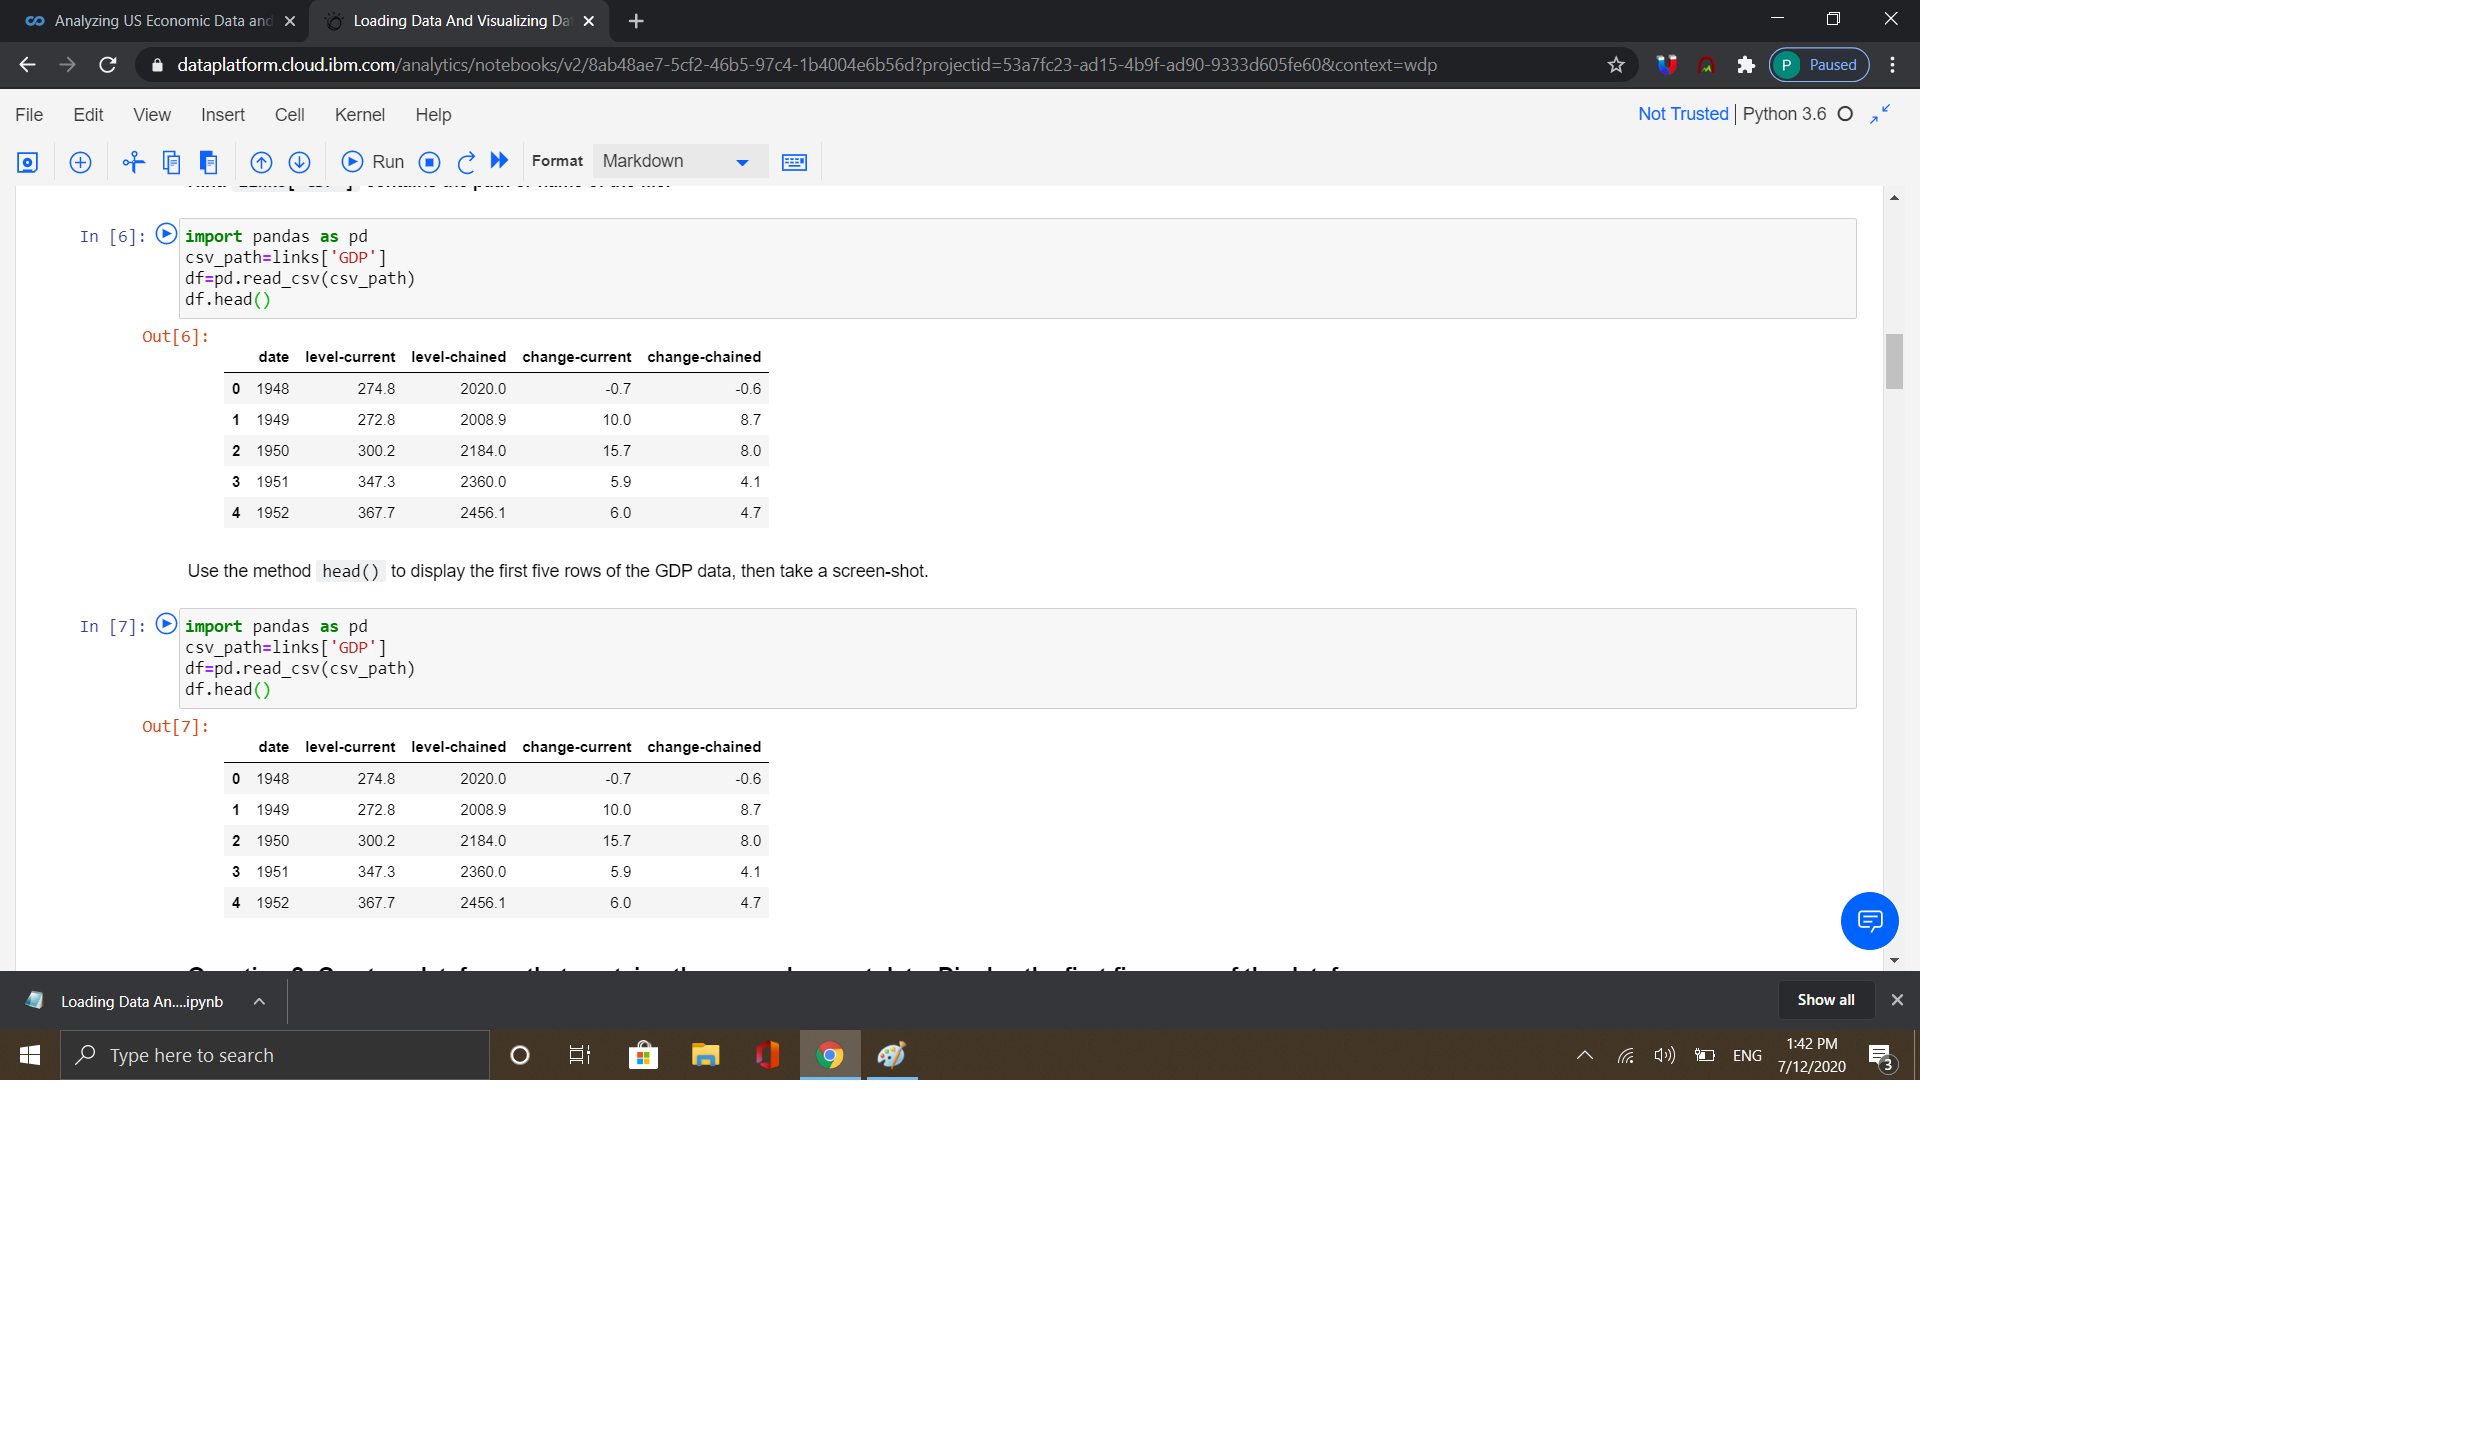 Analyzing US Economic Data and
Loading Data And Visualizing Da
dataplatform.cloud.ibm.com/analytics/notebooks/v2/8ab48ae7-5cf2-46b5-97c4-1b4004e6b56d?projectid=53a7fc23-ad15-4b9f-ad90-9333d605fe60&context=wdp
P Paused
File Edit View Insert Cell Kernel Help
Not Trusted Python 3.6
Run Format Markdown
In [6]: import pandas as pd
csv_path=links['GDP']
df=pd.read_csv(csv_path)
df.head()
Out[6]:
date level-current level-chained change-current change-chained
0 1948 274.8 2020.0 -0.7 -0.6
1 1949 272.8 2008.9 10.0 8.7
2 1950 300.2 2184.0 15.7 8.0
3 1951 347.3 2360.0 5.9 4.1
4 1952 367.7 2456.1 6.0 4.7
Use the method head() to display the first five rows of the GDP data, then take a screen-shot.
In [7]: import pandas as pd
csv_path=links['GDP']
df=pd.read_csv(csv_path)
df.head()
Out[7]:
date level-current level-chained change-current change-chained
0 1948 274.8 2020.0 -0.7 -0.6
1 1949 272.8 2008.9 10.0 8.7
2 1950 300.2 2184.0 15.7 8.0
3 1951 347.3 2360.0 5.9 4.1
4 1952 367.7 2456.1 6.0 4.7
Loading Data An....ipynb
Show all
Type here to search
ENG
1:42 PM
7/12/2020
3